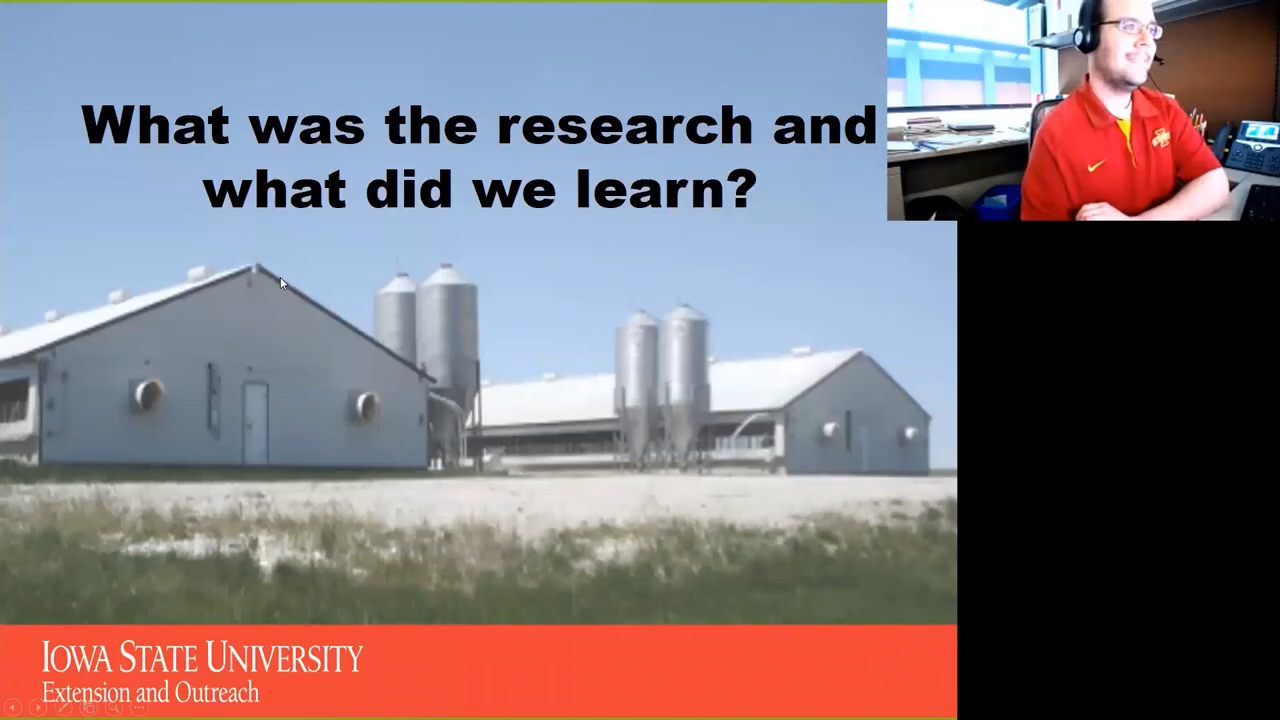 What was the research and
what did we learn?
IOWA STATE UNIVERSITY
Extension and Outreach